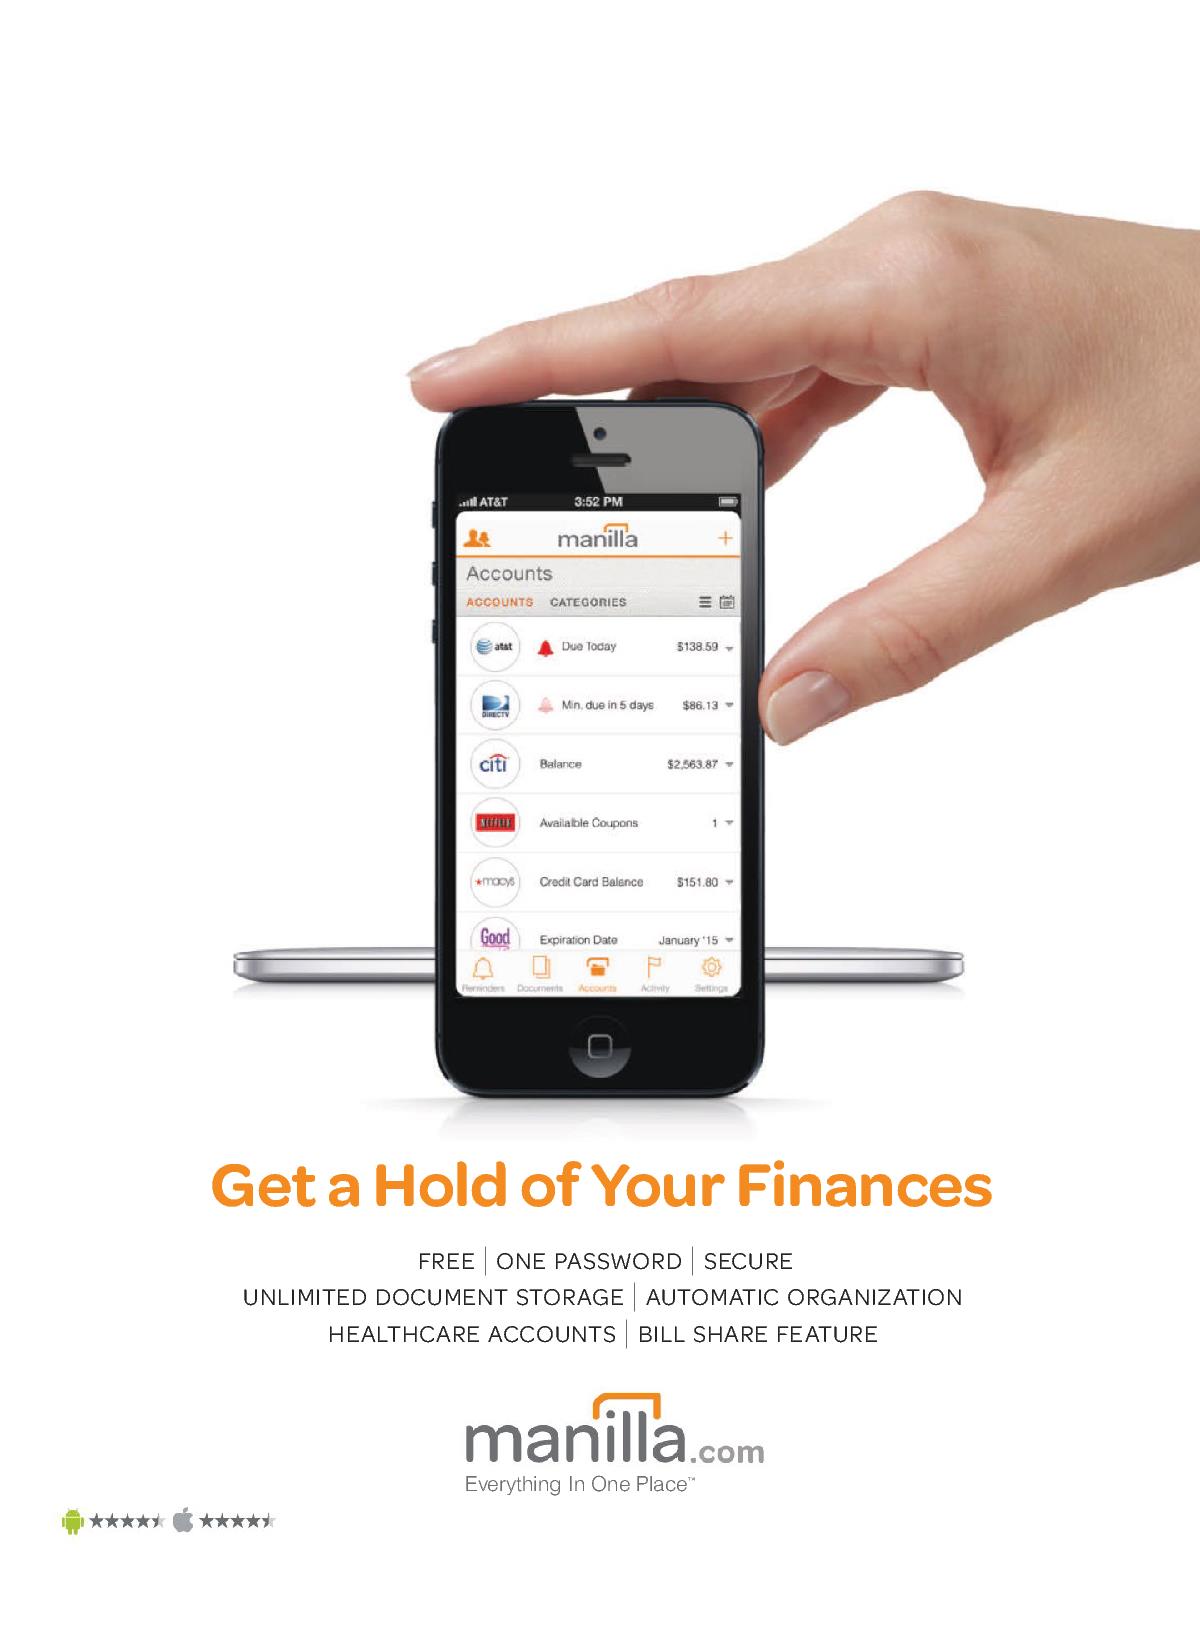 AT&T 3:52 PM
manilla +
Accounts
ACCOUNTS CATEGORIES
at&t Due Today $138.59
DIRECTV Min. due in 5 days $86.13
citi Balance $2,563.87
NETFLIX Available Coupons 1
macys Credit Card Balance $151.80
Good Expiration Date January '15
Reminders Documents Accounts Activity Settings
Get a Hold of Your Finances
FREE | ONE PASSWORD | SECURE
UNLIMITED DOCUMENT STORAGE | AUTOMATIC ORGANIZATION
HEALTHCARE ACCOUNTS | BILL SHARE FEATURE
manilla.com
Everything In One Place™